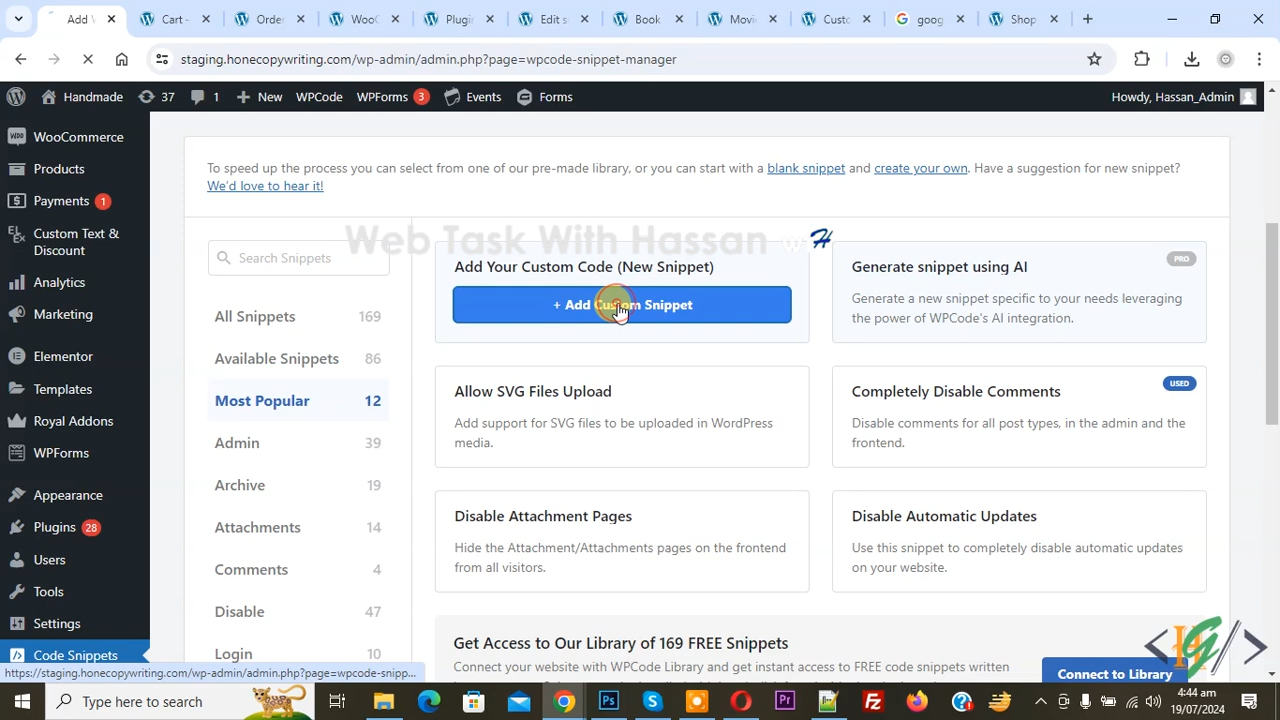 Add W
Cart -
Order
WooC
Plugin
Edit s
Book
Movi
Custo
goog
Shop
staging.honecopywriting.com/wp-admin/admin.php?page=wpcode-snippet-manager
Handmade
37
1
New
WPCode
WPForms 3
Events
Forms
Howdy, Hassan_Admin
WooCommerce
Products
Payments 1
Custom Text &
Discount
Analytics
Marketing
Elementor
Templates
Royal Addons
WPForms
Appearance
Plugins 28
Users
Tools
Settings
Code Snippets
To speed up the process you can select from one of our pre-made library, or you can start with a blank snippet and create your own. Have a suggestion for new snippet?
We'd love to hear it!
Web Task With Hassan
Search Snippets
All Snippets 169
Available Snippets 86
Most Popular 12
Admin 39
Archive 19
Attachments 14
Comments 4
Disable 47
Login 10
Add Your Custom Code (New Snippet)
+ Add Custom Snippet
Generate snippet using AI
PRO
Generate a new snippet specific to your needs leveraging
the power of WPCode's AI integration.
Allow SVG Files Upload
Add support for SVG files to be uploaded in WordPress
media.
Completely Disable Comments
USED
Disable comments for all post types, in the admin and the
frontend.
Disable Attachment Pages
Hide the Attachment/Attachments pages on the frontend
from all visitors.
Disable Automatic Updates
Use this snippet to completely disable automatic updates
on your website.
Get Access to Our Library of 169 FREE Snippets
Connect your website with WPCode Library and get instant access to FREE code snippets written
Connect to Library
https://staging.honecopywriting.com/wp-admin/admin.php?page=wpcode-snipp...
Type here to search
4:44 am
19/07/2024